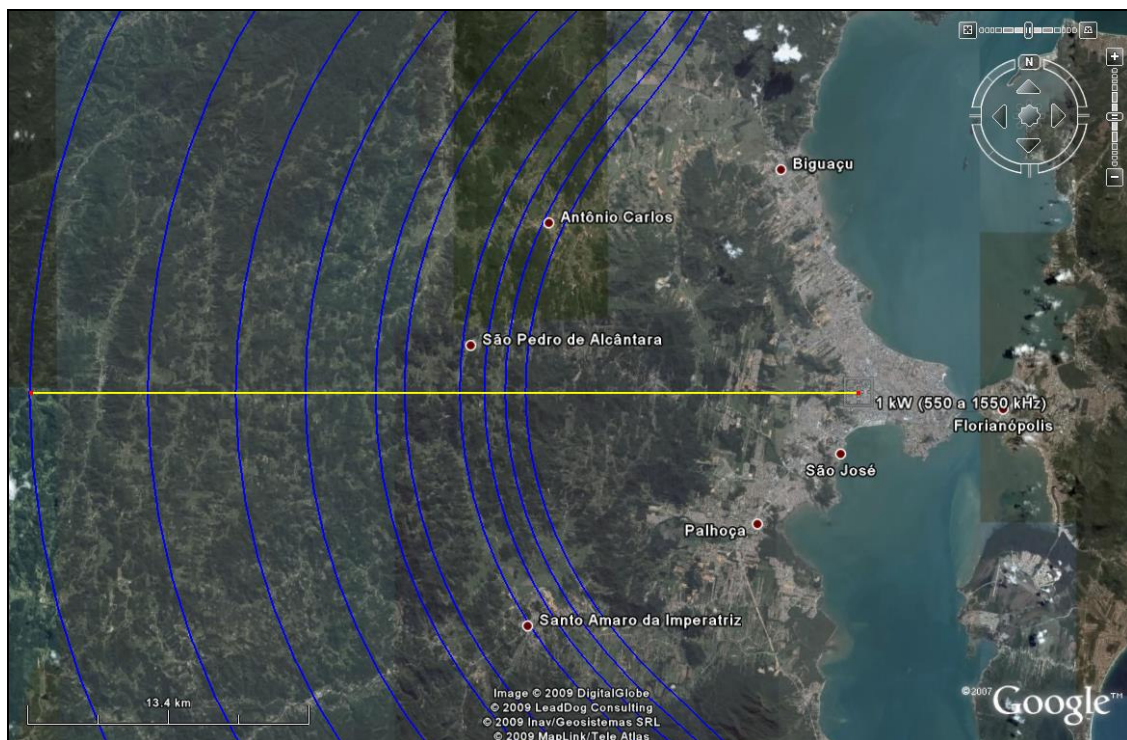 N
Biguaçu
Antônio Carlos
São Pedro de Alcântara
1 kW (550 a 1550 kHz)
Florianópolis
São José
Palhoça
Santo Amaro da Imperatriz
13.4 km
Image © 2009 DigitalGlobe
© 2009 LeadDog Consulting
© 2009 Inav/Geosistemas SRL
© 2009 MapLink/Tele Atlas
©2007 Google™